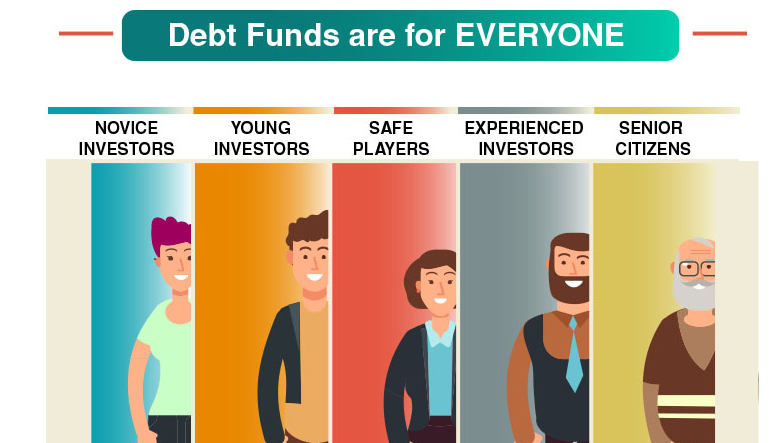 Debt Funds are for EVERYONE
NOVICE
INVESTORS
YOUNG
INVESTORS
SAFE
PLAYERS
EXPERIENCED
INVESTORS
SENIOR
CITIZENS